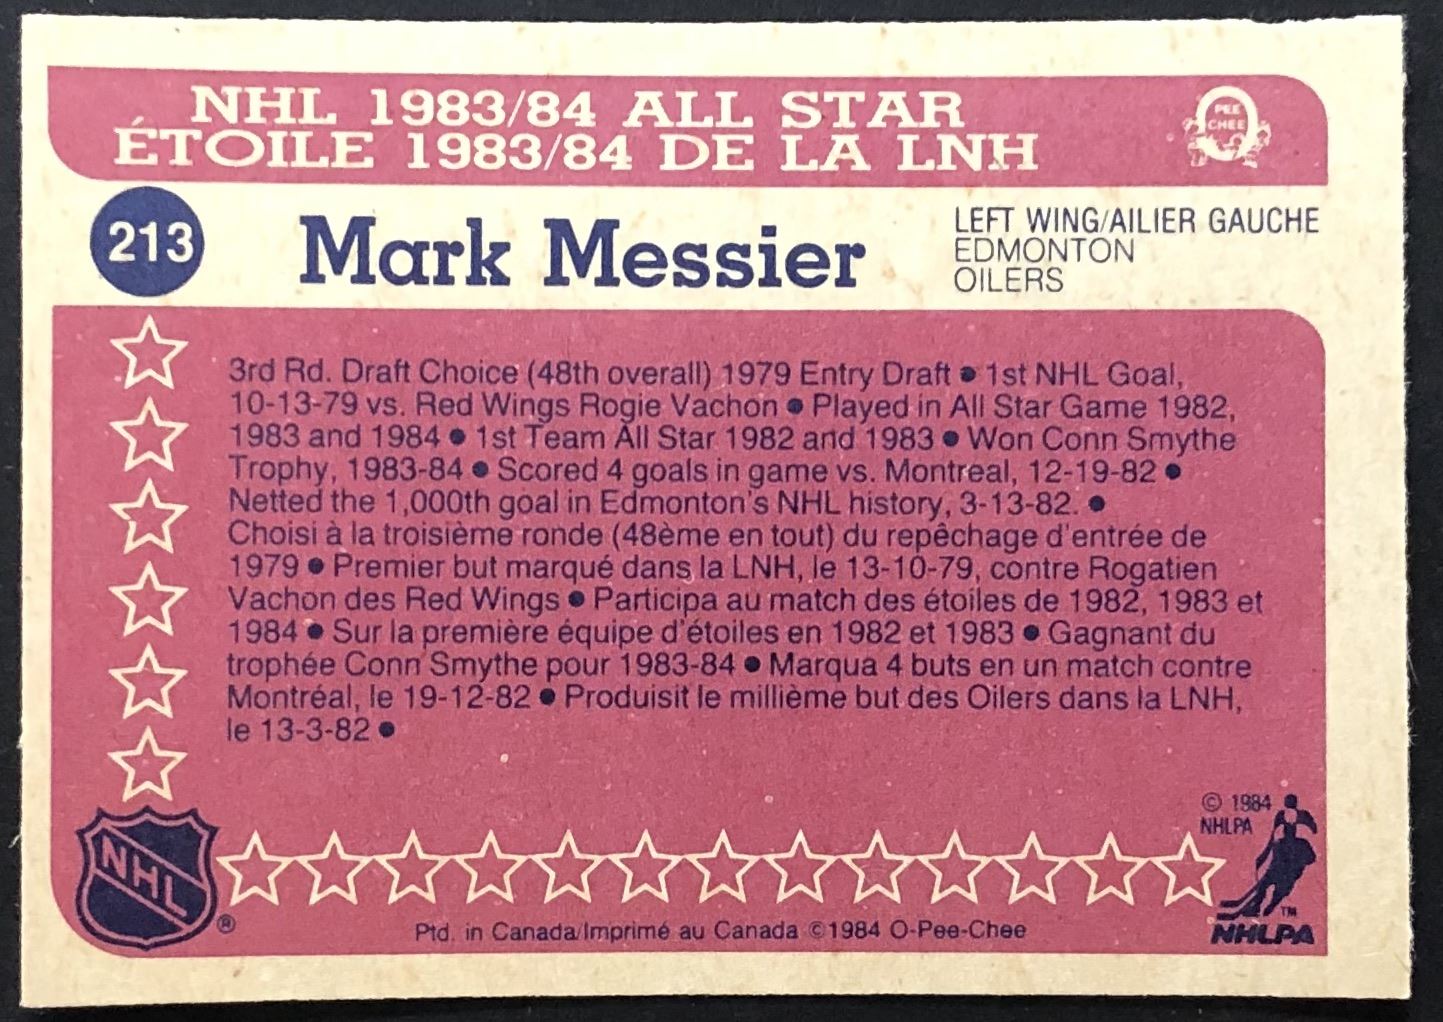 NHL 1983/84 ALL STAR
ÉTOILE 1983/84 DE LA LNH
PEE
CHEE
213
Mark Messier
LEFT WING/AILIER GAUCHE
EDMONTON
OILERS
3rd Rd. Draft Choice (48th overall) 1979 Entry Draft • 1st NHL Goal,
10-13-79 vs. Red Wings Rogie Vachon • Played in All Star Game 1982,
1983 and 1984 • 1st Team All Star 1982 and 1983 • Won Conn Smythe
Trophy, 1983-84 • Scored 4 goals in game vs. Montreal, 12-19-82 •
Netted the 1,000th goal in Edmonton's NHL history, 3-13-82. •
Choisi à la troisième ronde (48ème en tout) du repêchage d'entrée de
1979 • Premier but marqué dans la LNH, le 13-10-79, contre Rogatien
Vachon des Red Wings • Participa au match des étoiles de 1982, 1983 et
1984 • Sur la première équipe d'étoiles en 1982 et 1983 • Gagnant du
trophée Conn Smythe pour 1983-84 • Marqua 4 buts en un match contre
Montréal, le 19-12-82 • Produisit le millième but des Oilers dans la LNH,
le 13-3-82 •
© 1984
NHLPA
NHL
®
TM
NHLPA
Ptd. in Canada/Imprimé au Canada ©1984 O-Pee-Chee